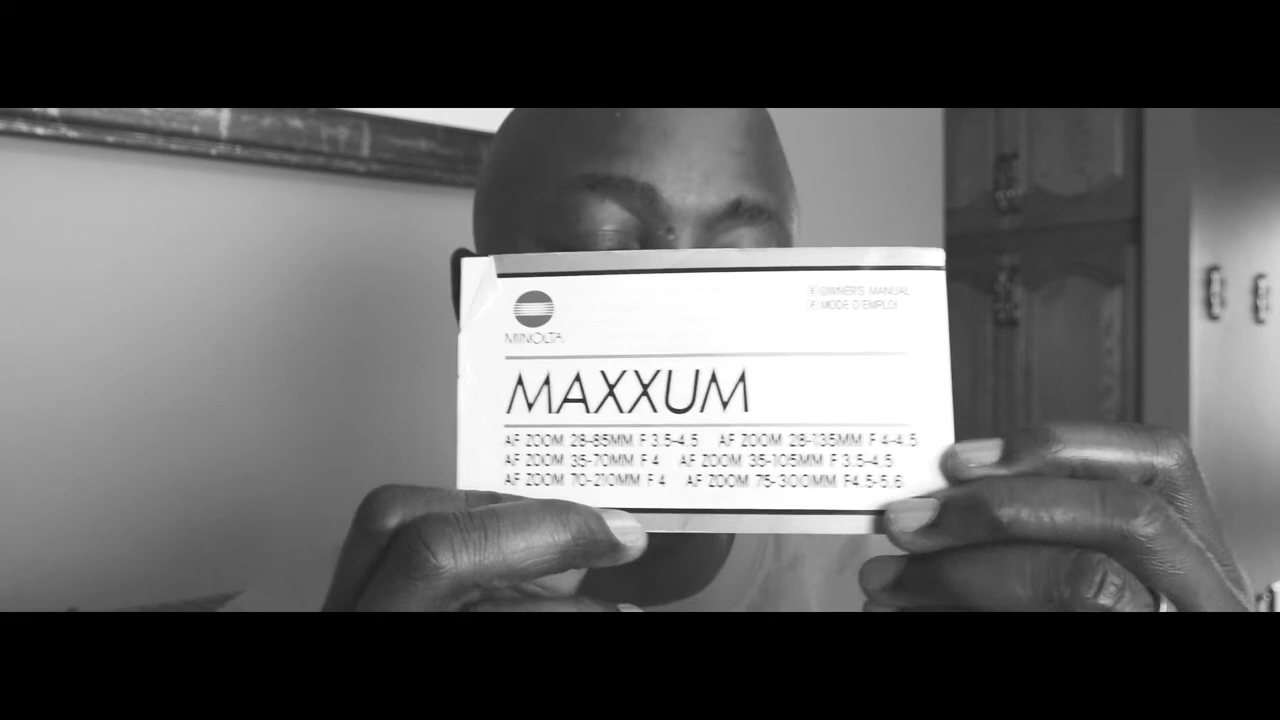 MINOLTA
Ⓔ OWNER'S MANUAL
Ⓕ MODE D'EMPLOI
MAXXUM
AF ZOOM 28-85MM F 3.5-4.5 AF ZOOM 28-135MM F 4-4.5
AF ZOOM 35-70MM F 4 AF ZOOM 35-105MM F 3.5-4.5
AF ZOOM 70-210MM F 4 AF ZOOM 75-300MM F4.5-5.6